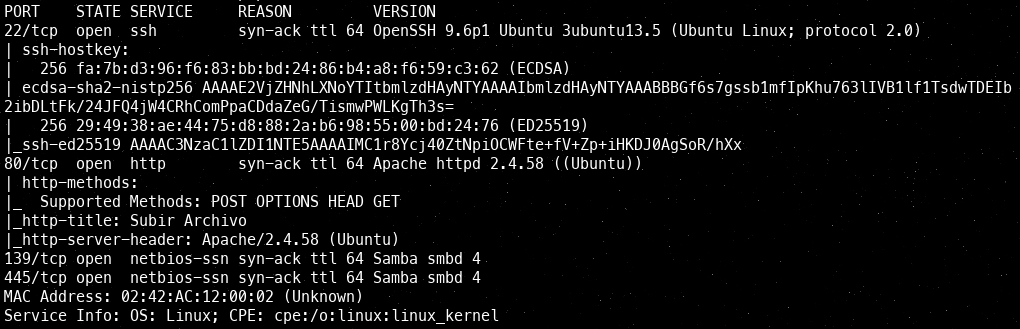 PORT    STATE SERVICE     REASON         VERSION
22/tcp  open  ssh         syn-ack ttl 64 OpenSSH 9.6p1 Ubuntu 3ubuntu13.5 (Ubuntu Linux; protocol 2.0)
| ssh-hostkey:
|   256 fa:7b:d3:96:f6:83:bb:bd:24:86:b4:a8:f6:59:c3:62 (ECDSA)
| ecdsa-sha2-nistp256 AAAAE2VjZHNhLXNoYTItbmlzdHAyNTYAAAAIbmlzdHAyNTYAAABBBGf6s7gssb1mfIpKhu763lIVB1lf1TsdwTDEIb
2ibDLtFk/24JFQ4jW4CRhComPpaCDdaZeG/TismwPWLKgTh3s=
|   256 29:49:38:ae:44:75:d8:88:2a:b6:98:55:00:bd:24:76 (ED25519)
|_ssh-ed25519 AAAAC3NzaC1lZDI1NTE5AAAAIMC1r8Ycj40ZtNpiOCWFte+fV+Zp+iHKDJ0AgSoR/hXx
80/tcp  open  http        syn-ack ttl 64 Apache httpd 2.4.58 ((Ubuntu))
| http-methods:
|_  Supported Methods: POST OPTIONS HEAD GET
|_http-title: Subir Archivo
|_http-server-header: Apache/2.4.58 (Ubuntu)
139/tcp open  netbios-ssn syn-ack ttl 64 Samba smbd 4
445/tcp open  netbios-ssn syn-ack ttl 64 Samba smbd 4
MAC Address: 02:42:AC:12:00:02 (Unknown)
Service Info: OS: Linux; CPE: cpe:/o:linux:linux_kernel